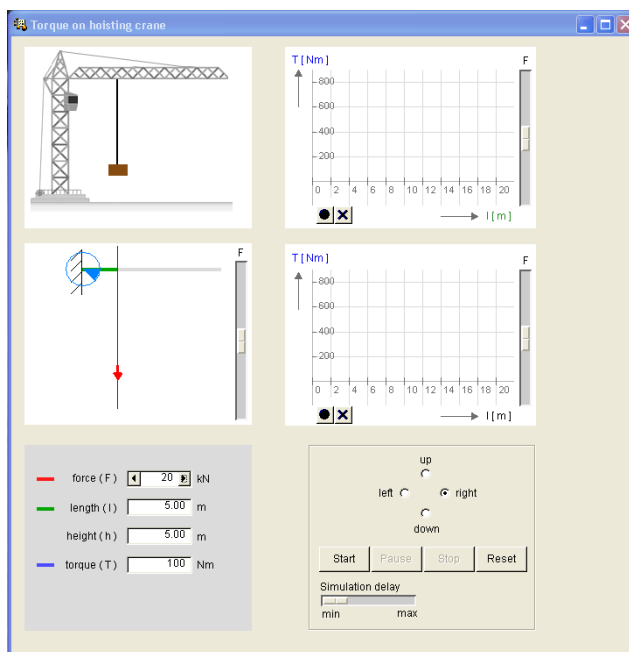 Torque on hoisting crane
T [ Nm ]
F
800
600
400
200
0 2 4 6 8 10 12 14 16 20
l [ m ]
F
T [ Nm ]
F
800
600
400
200
0 2 4 6 8 10 12 14 16 20
l [ m ]
force ( F ) 20 kN
length ( l ) 5.00 m
height ( h ) 5.00 m
torque ( T ) 100 Nm
up
left right
down
Start Pause Stop Reset
Simulation delay
min max